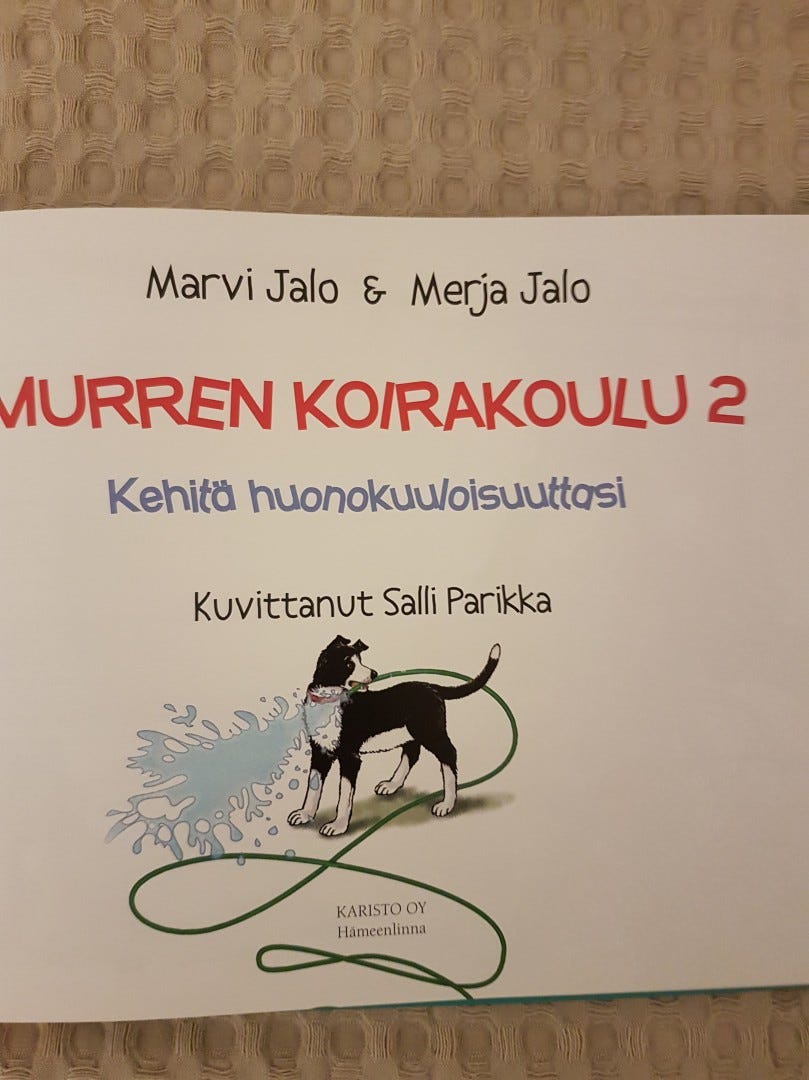 Marvi Jalo & Merja Jalo
MURREN KOIRAKOULU 2
Kehitä huonokuuloisuuttasi
Kuvittanut Salli Parikka
KARISTO OY
Hämeenlinna